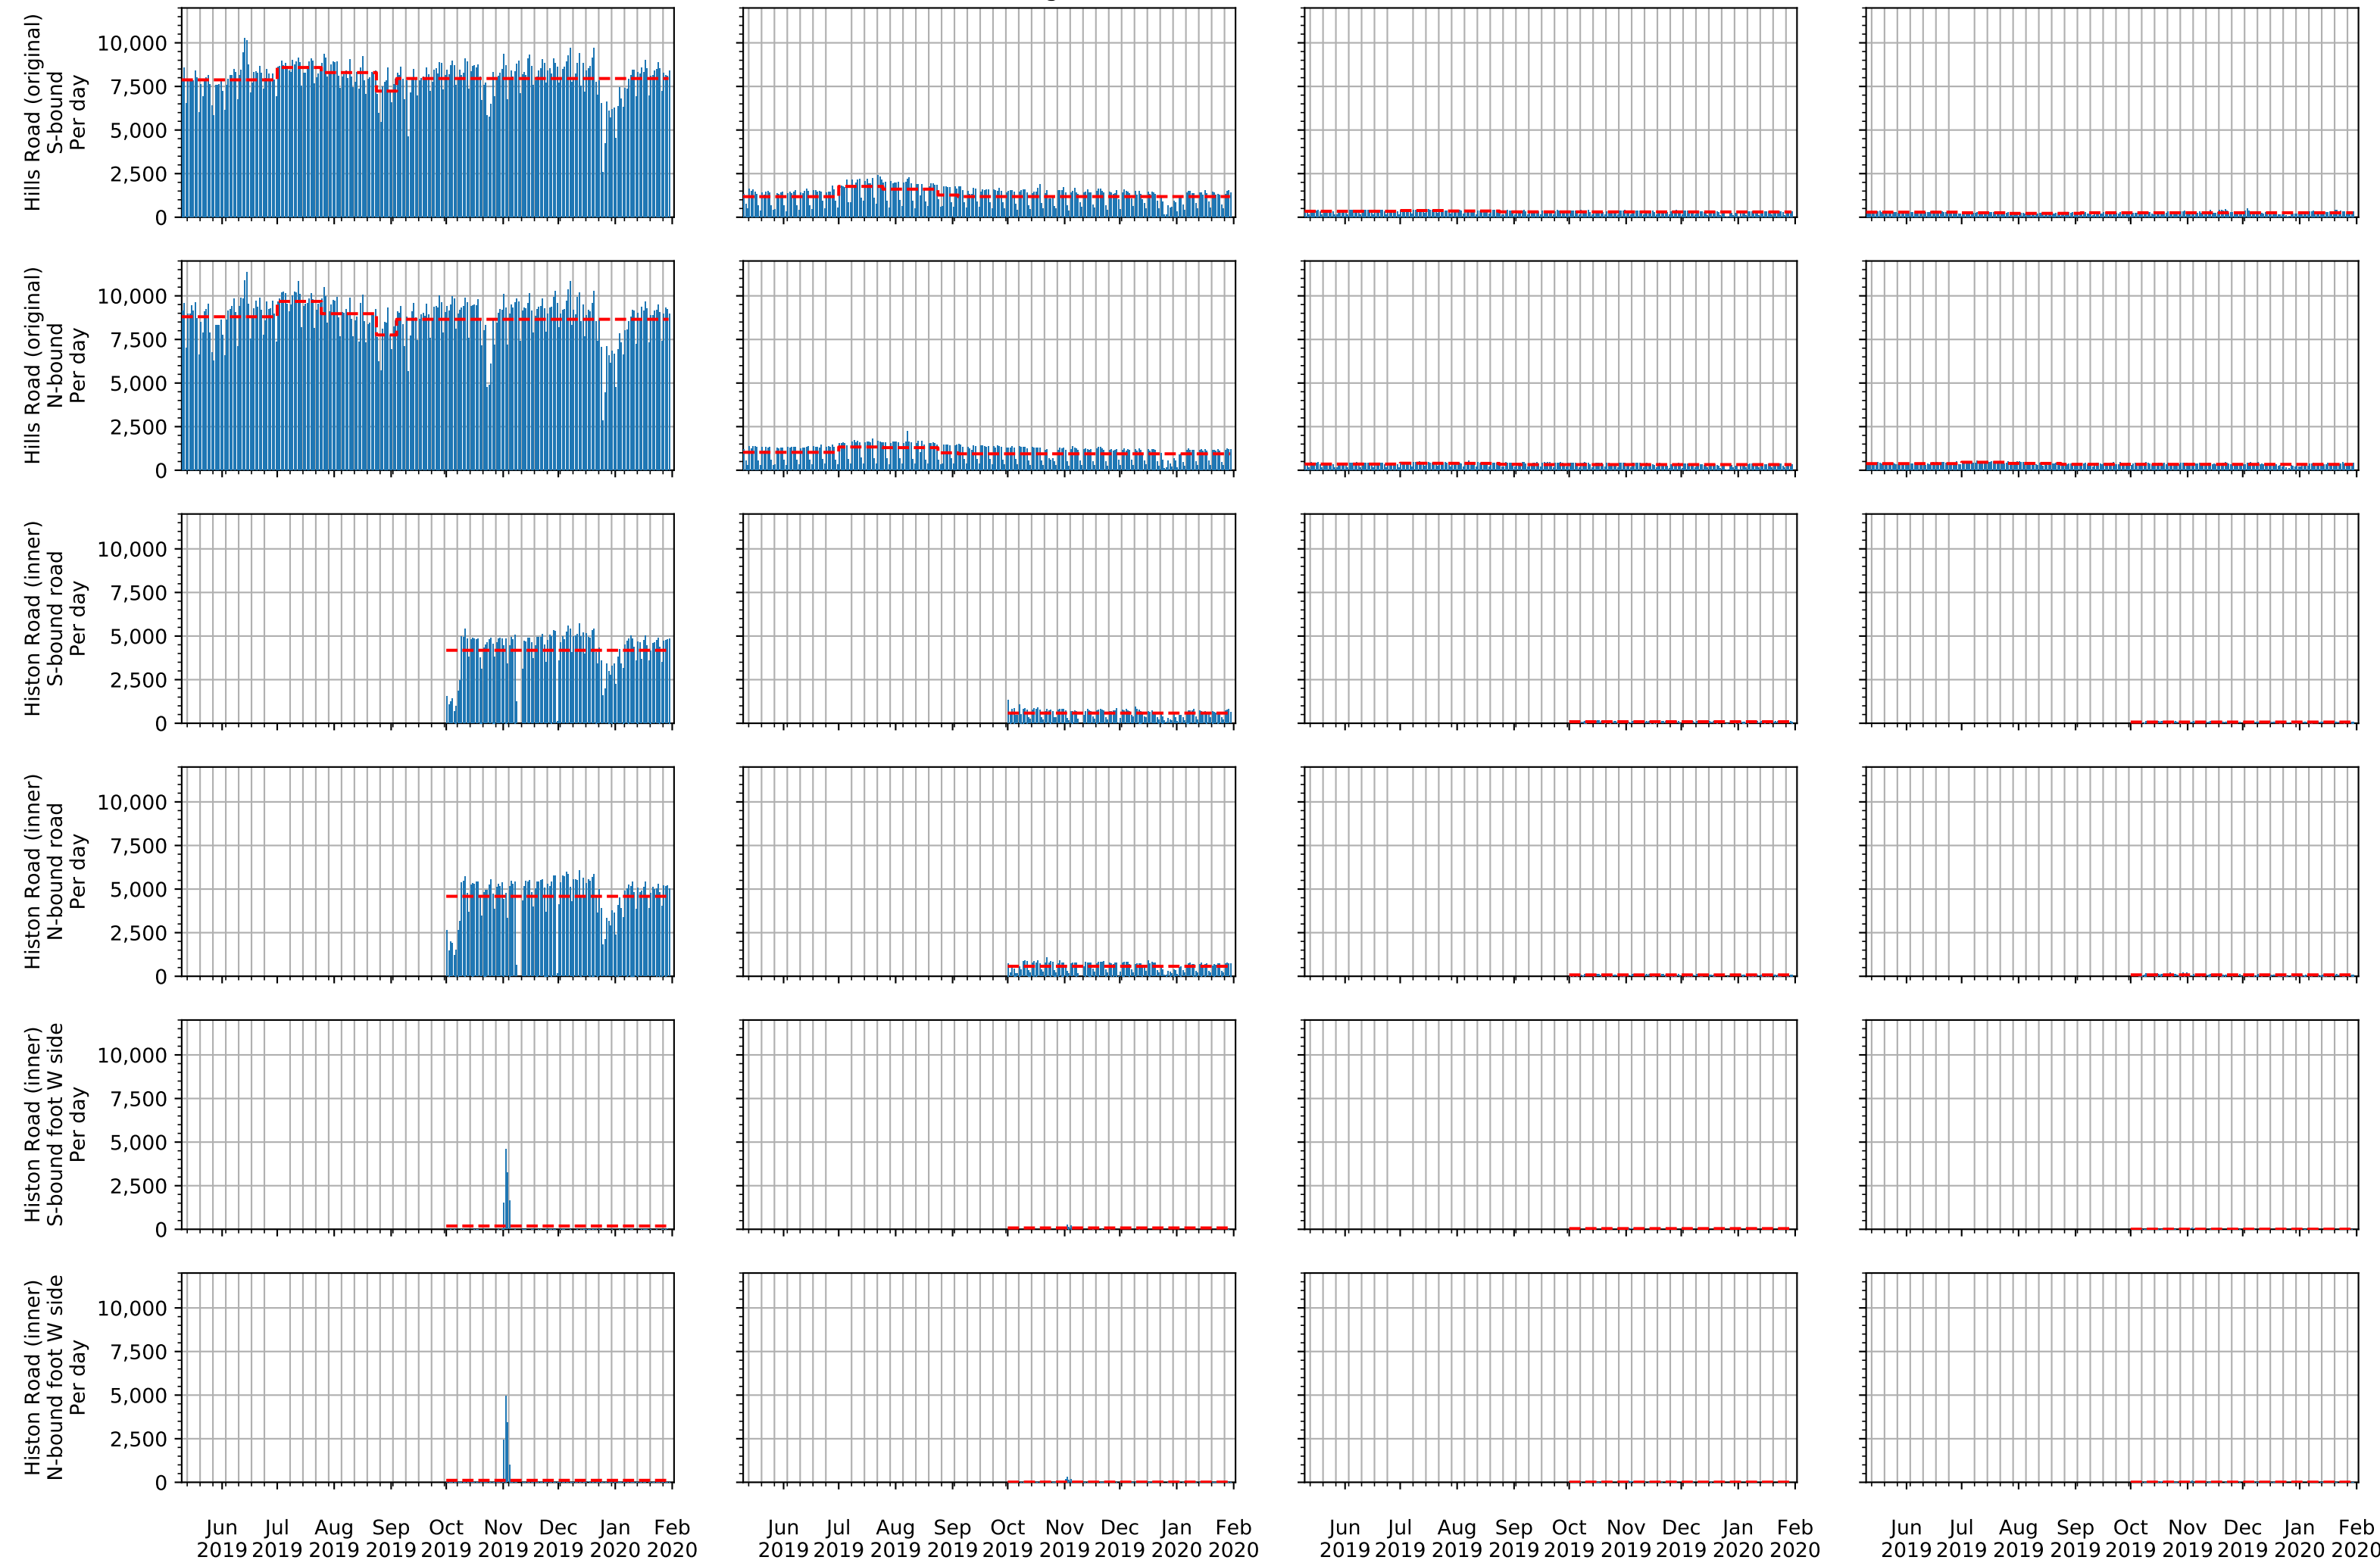 Hills Road (original)
S-bound
Per day
10,000
7,500
5,000
2,500
0
Hills Road (original)
N-bound
Per day
10,000
7,500
5,000
2,500
0
Histon Road (inner)
S-bound road
Per day
10,000
7,500
5,000
2,500
0
Histon Road (inner)
N-bound road
Per day
10,000
7,500
5,000
2,500
0
Histon Road (inner)
S-bound foot W side
Per day
10,000
7,500
5,000
2,500
0
Histon Road (inner)
N-bound foot W side
Per day
10,000
7,500
5,000
2,500
0
Jun Jul Aug Sep Oct Nov Dec Jan Feb Jun Jul Aug Sep Oct Nov Dec Jan Feb Jun Jul Aug Sep Oct Nov Dec Jan Feb Jun Jul Aug Sep Oct Nov Dec Jan Feb
2019 2019 2019 2019 2019 2019 2019 2020 2020 2019 2019 2019 2019 2019 2019 2019 2020 2020 2019 2019 2019 2019 2019 2019 2019 2020 2020 2019 2019 2019 2019 2019 2019 2019 2020 2020